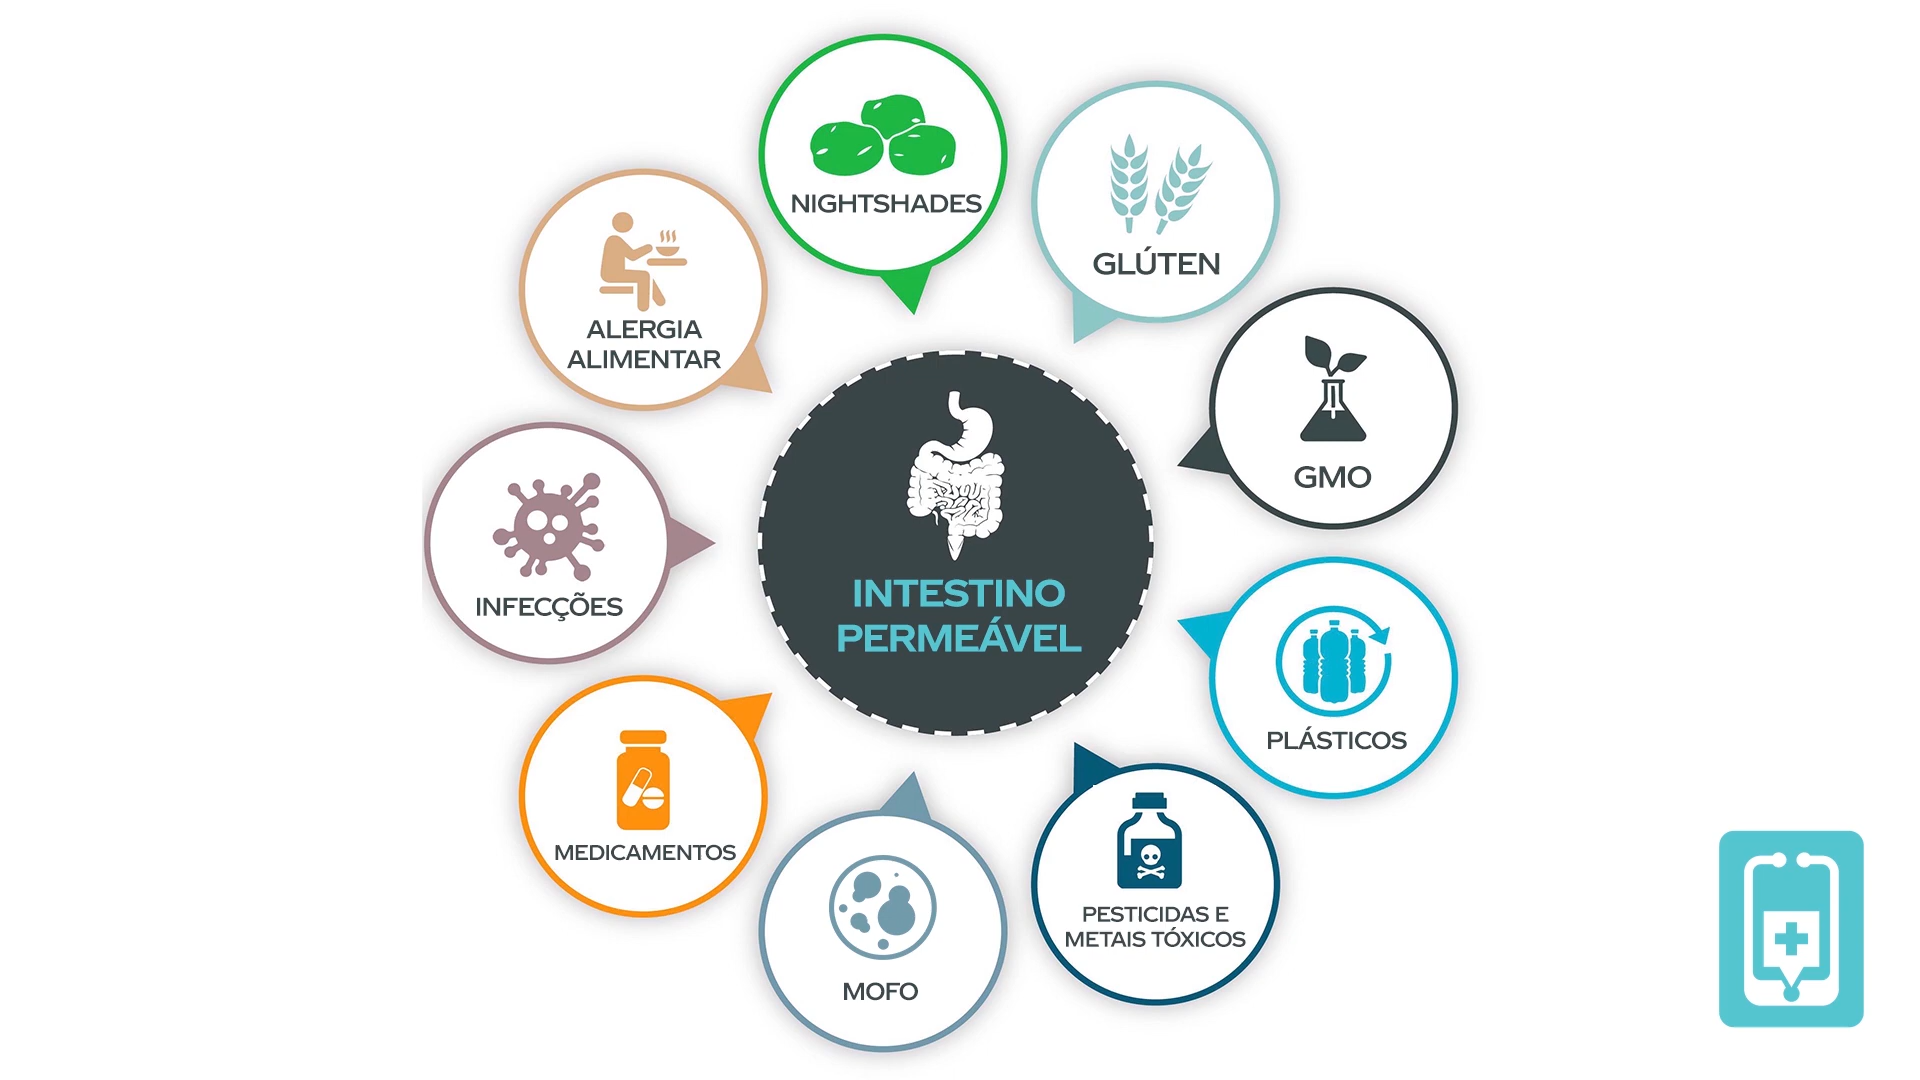 NIGHTSHADES
GLÚTEN
GMO
PLÁSTICOS
PESTICIDAS E
METAIS TÓXICOS
MOFO
MEDICAMENTOS
INFECÇÕES
ALERGIA
ALIMENTAR
INTESTINO
PERMEÁVEL